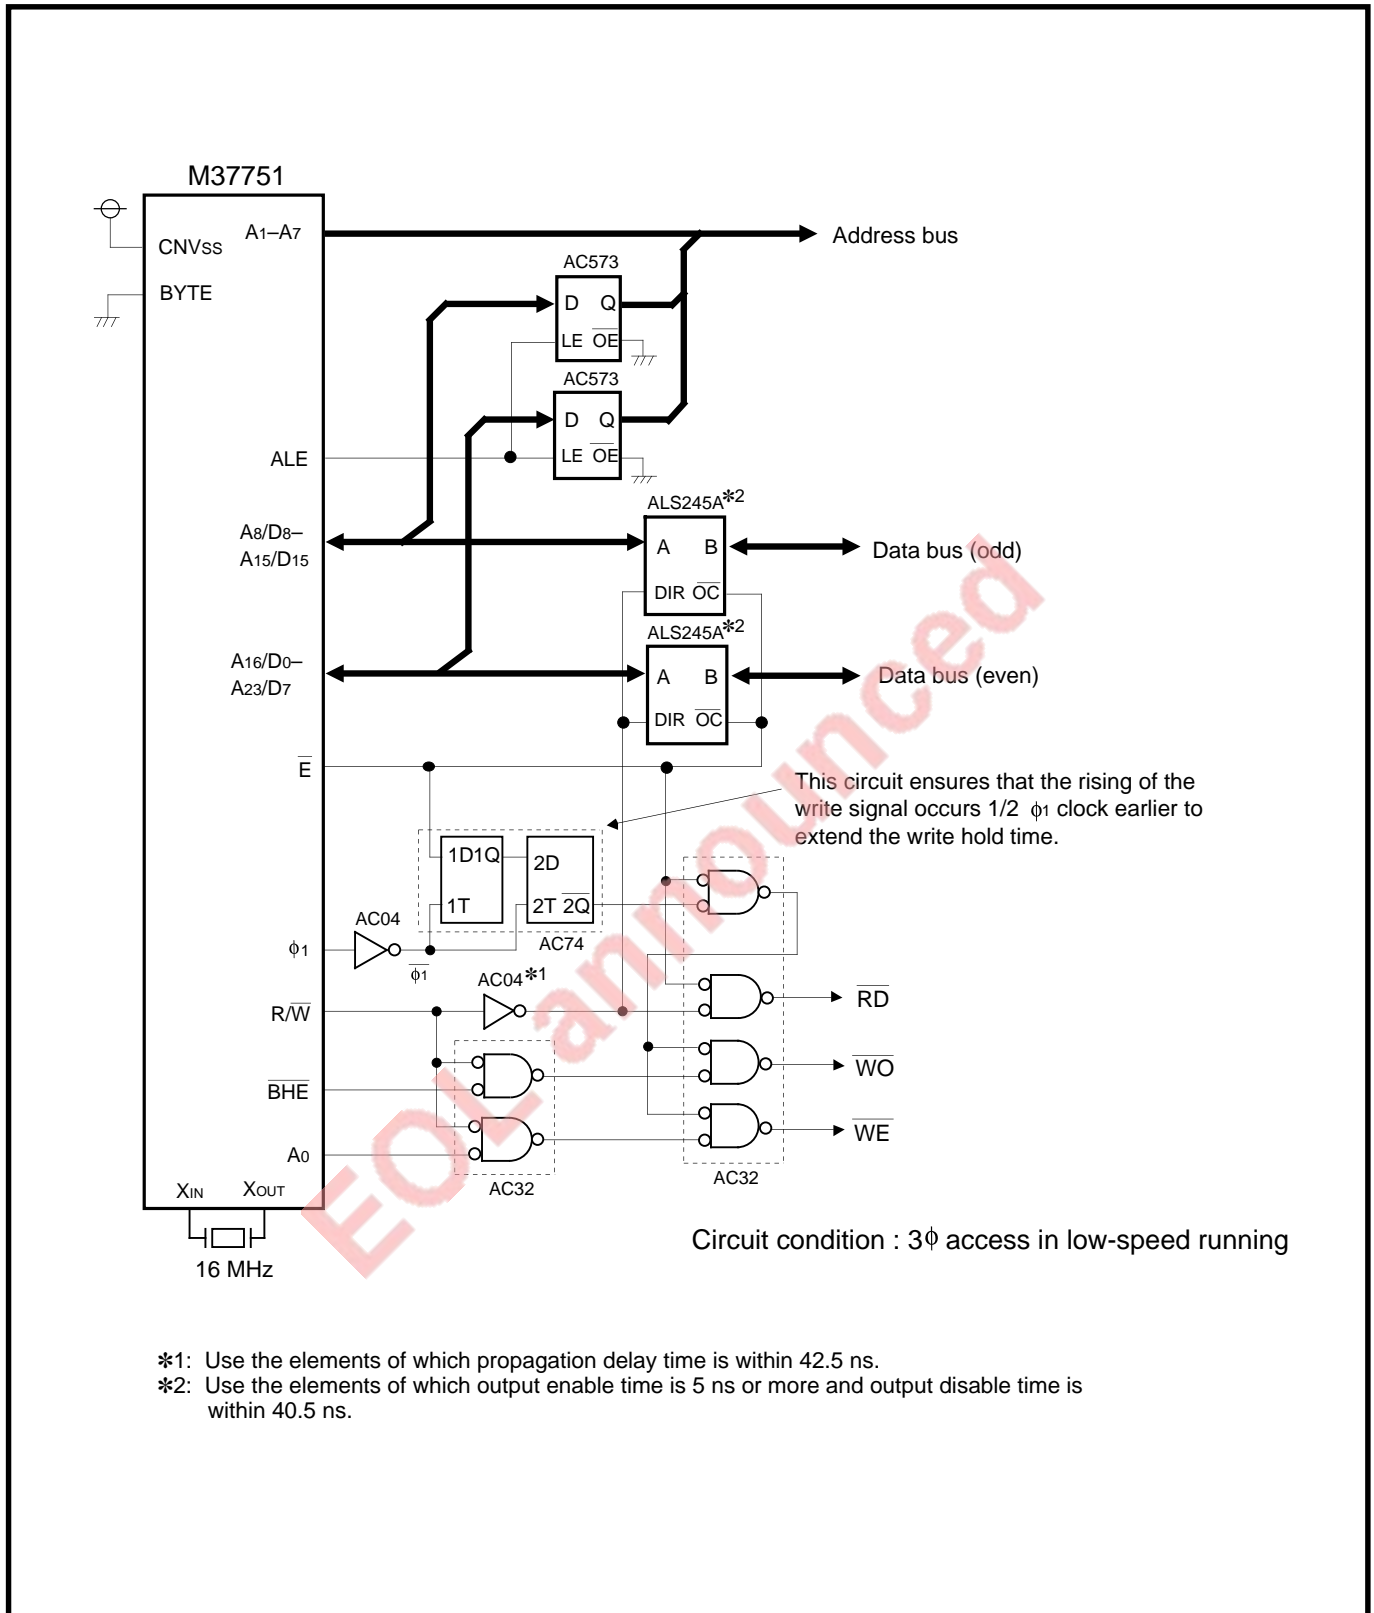 M37751
CNVSS
A1–A7
Address bus
BYTE
AC573
D Q
LE OE
AC573
D Q
LE OE
ALE
ALS245A✽2
A8/D8–
A15/D15
A B
DIR OC
Data bus (odd)
ALS245A✽2
A16/D0–
A23/D7
A B
DIR OC
Data bus (even)
E
This circuit ensures that the rising of the
write signal occurs 1/2 ϕ1 clock earlier to
extend the write hold time.
1D1Q
1T
2D
2T 2Q
AC04
AC74
ϕ1
ϕ1
AC04✽1
R/W
RD
BHE
WO
A0
WE
AC32
AC32
XIN XOUT
16 MHz
Circuit condition : 3ϕ access in low-speed running
✽1: Use the elements of which propagation delay time is within 42.5 ns.
✽2: Use the elements of which output enable time is 5 ns or more and output disable time is
within 40.5 ns.
EOL announced